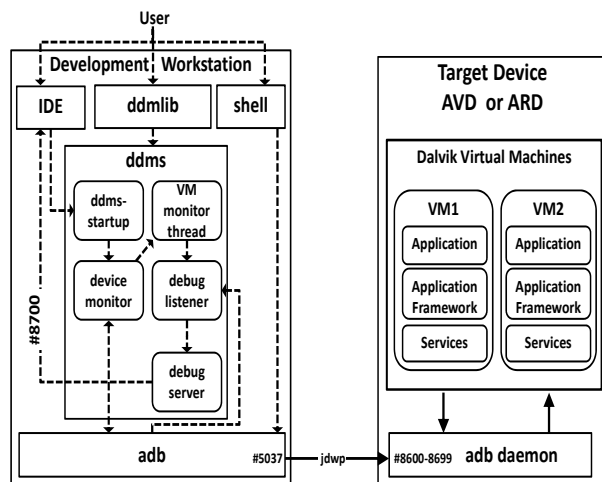 User
Development Workstation
IDE
ddmlib
shell
ddms
ddms-
startup
VM
monitor
thread
device
monitor
debug
listener
debug
server
#8700
adb
#5037
jdwp
Target Device
AVD or ARD
Dalvik Virtual Machines
VM1
Application
Application
Framework
Services
VM2
Application
Application
Framework
Services
#8600-8699
adb daemon